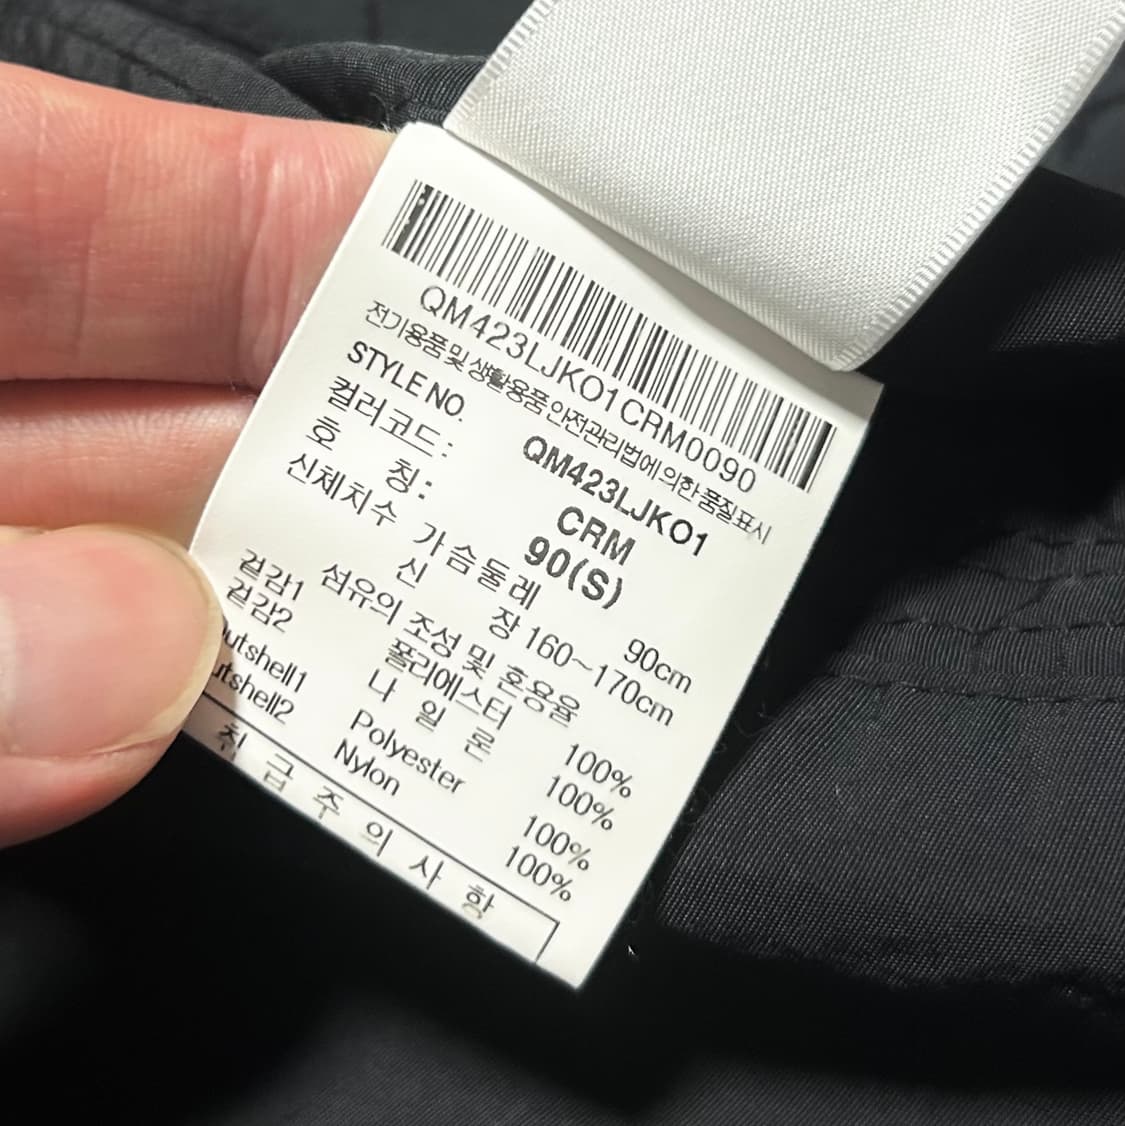 QM423LJKO1CRM0090
전기용품 및 생활용품 안전관리법에 의한 품질표시
STYLE NO. QM423LJKO1
컬러코드: CRM
호 칭: 90(S)
신체치수 가슴둘레 90cm
신 장 160~170cm
섬유의 조성 및 혼용율
겉감1 폴리에스터 100%
겉감2 나 일 론 100%
outshell1 Polyester 100%
utshell2 Nylon 100%
취 급 주 의 사 항